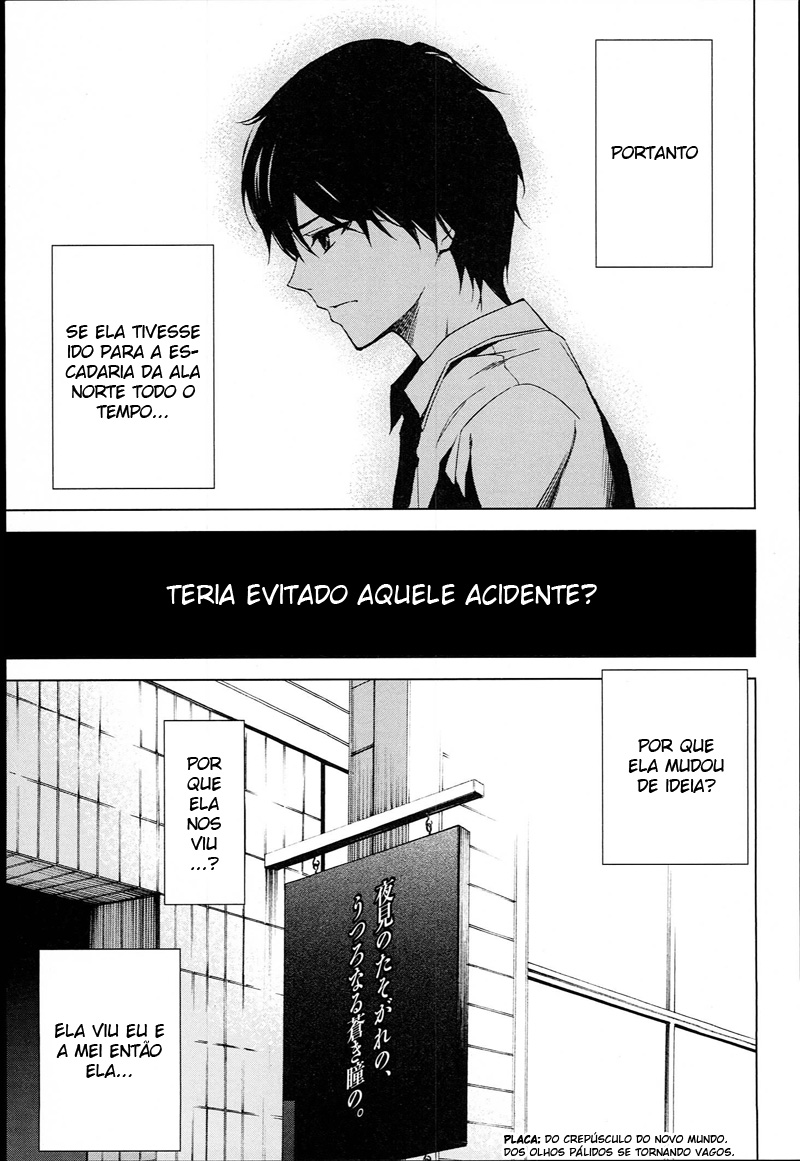 PORTANTO
SE ELA TIVESSE
IDO PARA A ES-
CADARIA DA ALA
NORTE TODO O
TEMPO...
TERIA EVITADO AQUELE ACIDENTE?
POR QUE
ELA MUDOU
DE IDEIA?
POR
QUE
ELA
NOS
VIU
...?
夜見のたそがれの、
うつろなる蒼き瞳の。
ELA VIU EU E
A MEI ENTÃO
ELA...
PLACA: DO CREPÚSCULO DO NOVO MUNDO.
DOS OLHOS PÁLIDOS SE TORNANDO VAGOS.